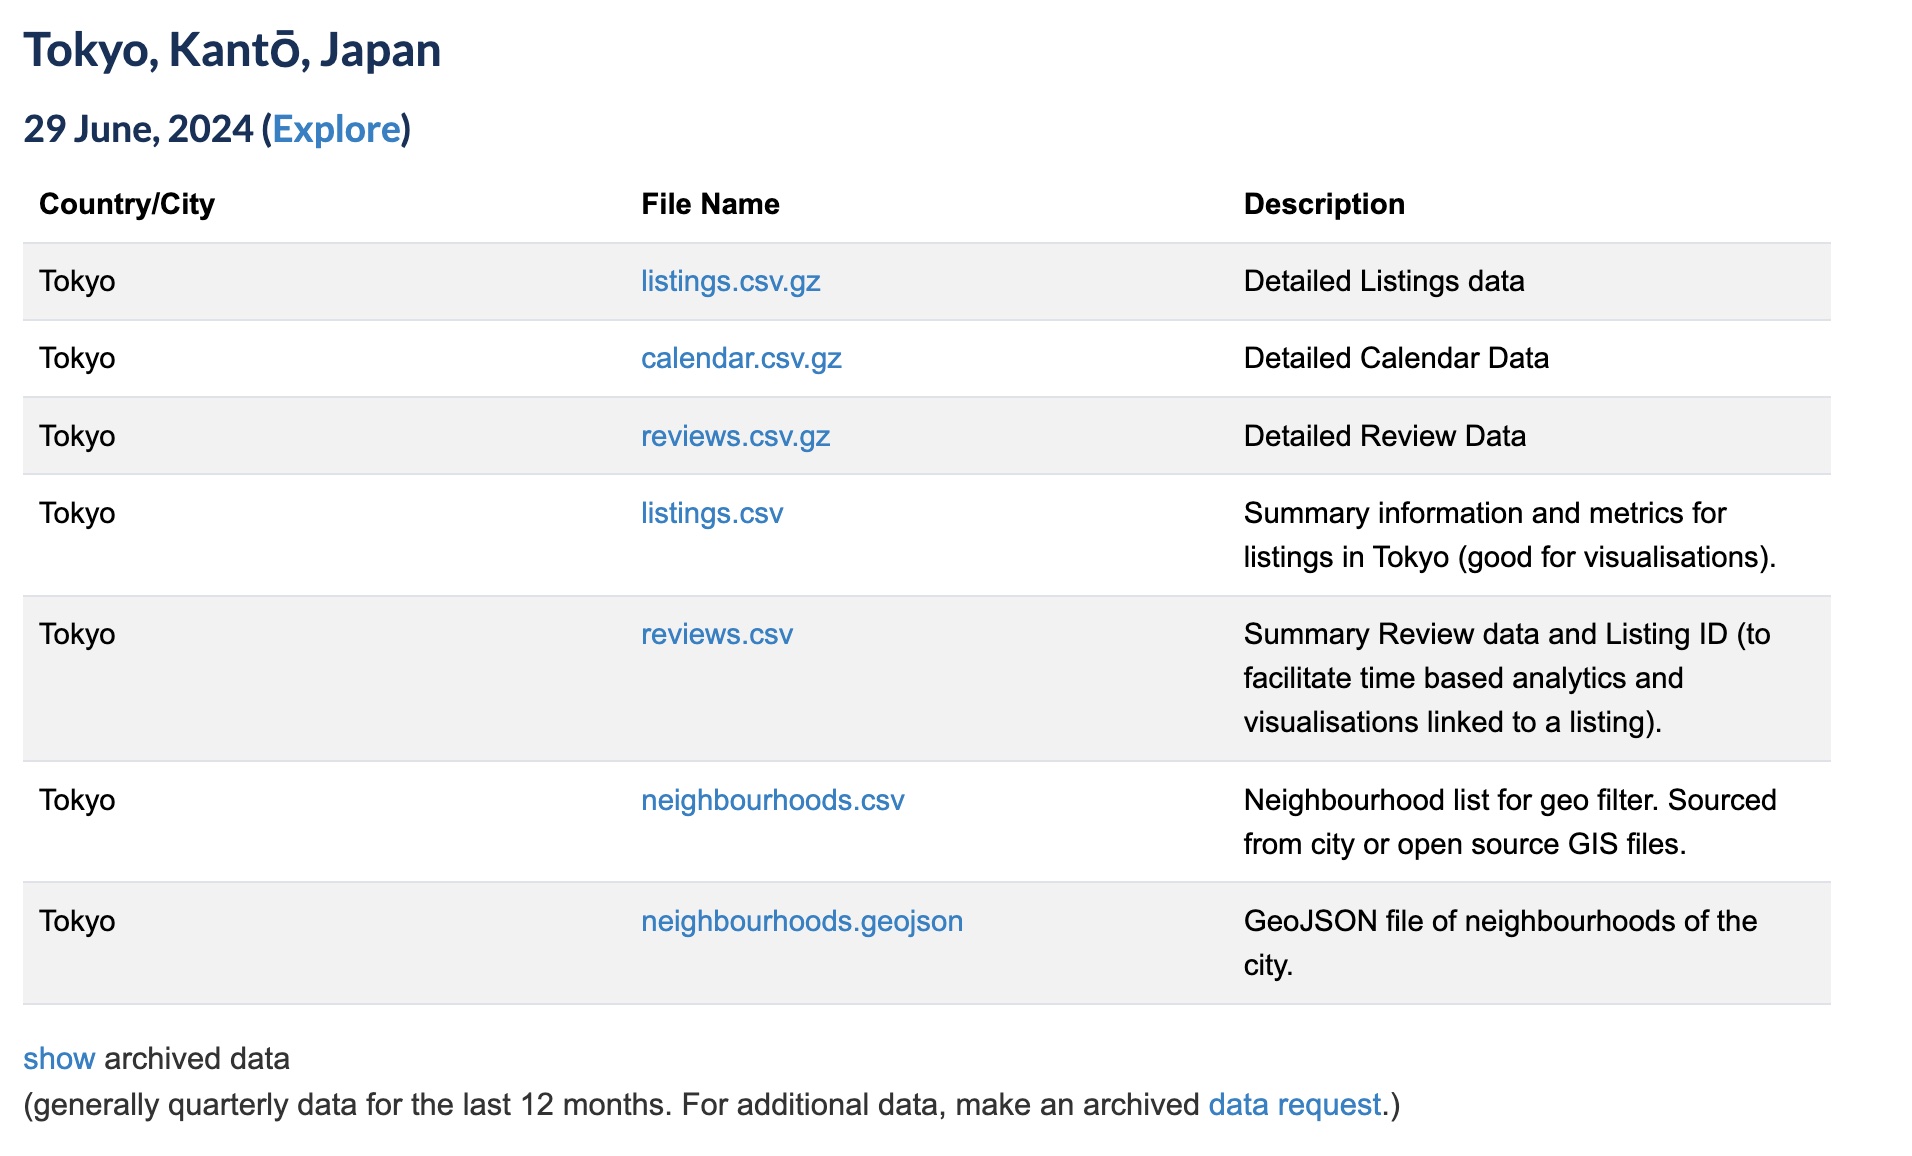 Tokyo, Kantō, Japan
29 June, 2024 (Explore)
Country/City File Name Description
Tokyo listings.csv.gz Detailed Listings data
Tokyo calendar.csv.gz Detailed Calendar Data
Tokyo reviews.csv.gz Detailed Review Data
Tokyo listings.csv Summary information and metrics for
listings in Tokyo (good for visualisations).
Tokyo reviews.csv Summary Review data and Listing ID (to
facilitate time based analytics and
visualisations linked to a listing).
Tokyo neighbourhoods.csv Neighbourhood list for geo filter. Sourced
from city or open source GIS files.
Tokyo neighbourhoods.geojson GeoJSON file of neighbourhoods of the
city.
show archived data
(generally quarterly data for the last 12 months. For additional data, make an archived data request.)